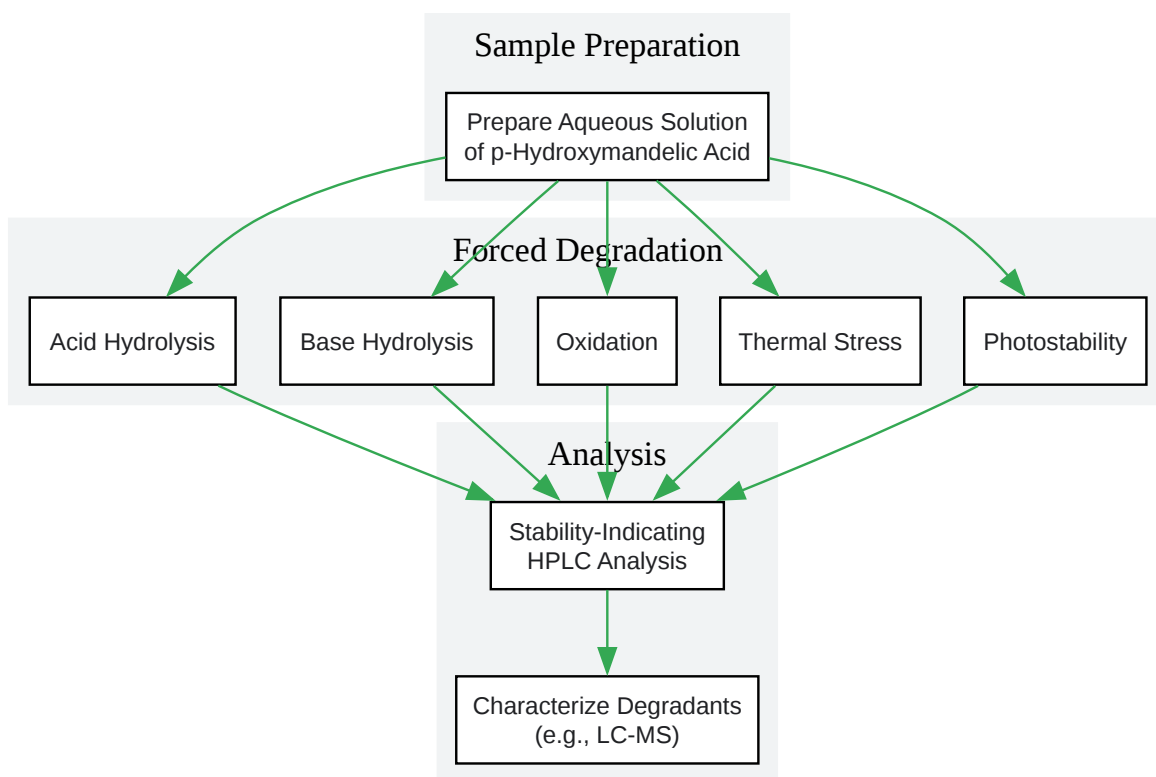 Sample Preparation
Prepare Aqueous Solution
of p-Hydroxymandelic Acid
Forced Degradation
Acid Hydrolysis
Base Hydrolysis
Oxidation
Thermal Stress
Photostability
Analysis
Stability-Indicating
HPLC Analysis
Characterize Degradants
(e.g., LC-MS)